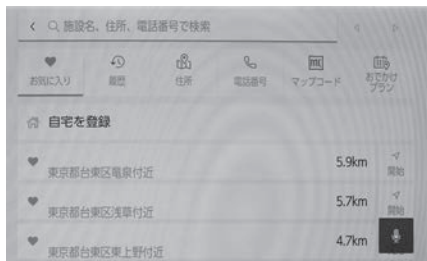 施設名、住所、電話番号で検索
お気に入り 履歴 住所 電話番号 マップコード おでかけ
プラン
自宅を登録
5.9km
東京都台東区竜泉付近 開始
5.7km
東京都台東区浅草付近 開始
4.7km
東京都台東区東上野付近